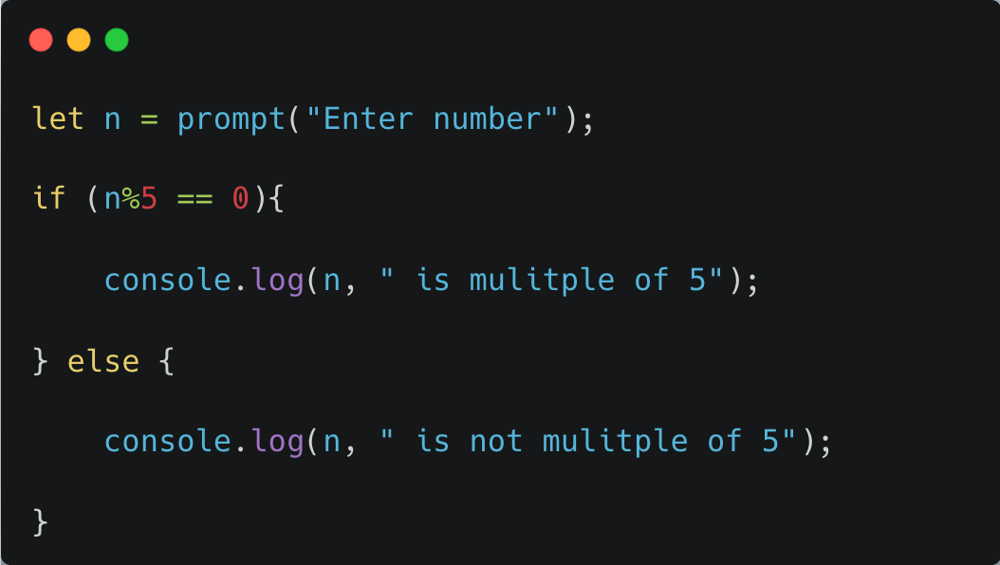 let n = prompt("Enter number");
if (n%5 == 0){
    console.log(n, " is mulitple of 5");
} else {
    console.log(n, " is not mulitple of 5");
}